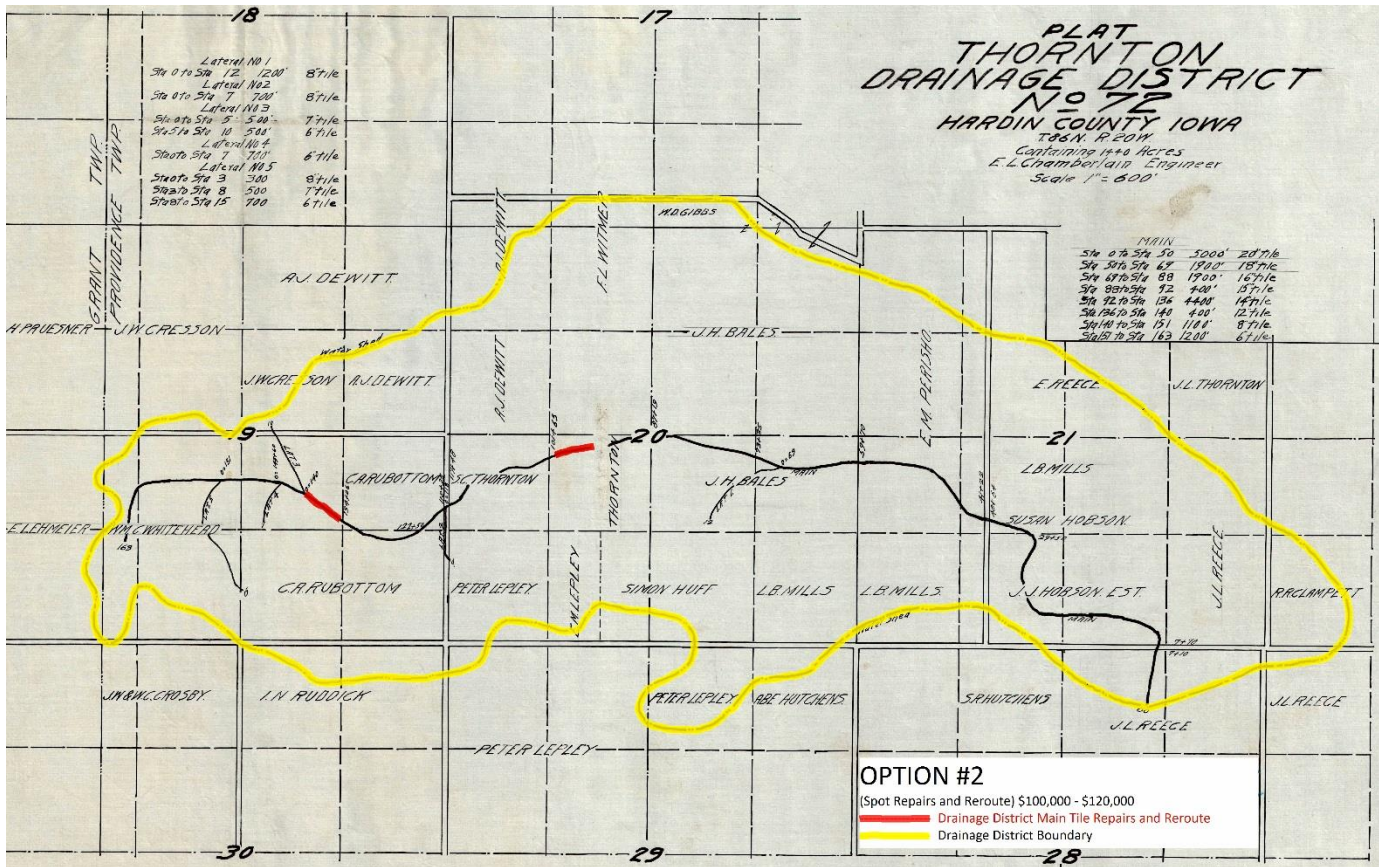 PLAT
THORNTON
DRAINAGE DISTRICT
No 72
HARDIN COUNTY IOWA
T86N. R.20W
Containing 1440 Acres
E.L Chamberlain Engineer
Scale 1" = 600'
18
17
Lateral No 1
Sta 0 to Sta 12 1200' 8" tile
Lateral No 2
Sta 0 to Sta 7 700' 8" tile
Lateral No 3
Sta 0 to Sta 5 500' 7" tile
Sta 5 to Sta 10 500' 6" tile
Lateral No 4
Sta 0 to Sta 7 700' 6" tile
Lateral No 5
Sta 0 to Sta 3 300 8" tile
Sta 3 to Sta 8 500 7" tile
Sta 8 to Sta 15 700 6" tile
GRANT TWP.
PROVIDENCE TWP.
MAIN
Sta 0 to Sta 50 5000' 20" tile
Sta 50 to Sta 69 1900' 18" tile
Sta 69 to Sta 88 1900' 16" tile
Sta 88 to Sta 92 400' 15" tile
Sta 92 to Sta 136 4400' 14" tile
Sta 136 to Sta 140 400' 12" tile
Sta 140 to Sta 151 1100' 8" tile
Sta 151 to Sta 163 1200' 6" tile
W.D. GIBBS
A.J. DEWITT
F.L WITMER
A.J. DEWITT.
H PRUESNER
J.W CRESSON
Water Shed
J.H. BALES
J.W CRESSON
A.J. DEWITT.
A.J. DEWITT
E.M. PERISHO
E.REECE
J.L. THORNTON
9
20
21
LAT. 3
C.A.RUBOTTOM
S.C THORNTON
THORNTON
J.H. BALES
MAIN
L.B. MILLS
E LEHMEIER
WM. C WHITEHEAD
163
SUSAN HOBSON.
J.L. REECE
C.A. RUBOTTOM
PETER LEPLEY.
C.N. LEPLEY
SIMON HUFF
L.B. MILLS
L.B. MILLS.
J.J. HOBSON. EST.
R.R CLAMPETT
MAIN
Water Shed
7+10
J.N & W.C. CROSBY.
I.N RUDDICK
PETER LEPLEY.
ABE HUTCHENS.
S.R HUTCHENS
J.L. REECE
J.L. REECE
PETER LEPLEY
30
29
28
OPTION #2
(Spot Repairs and Reroute) $100,000 - $120,000
Drainage District Main Tile Repairs and Reroute
Drainage District Boundary